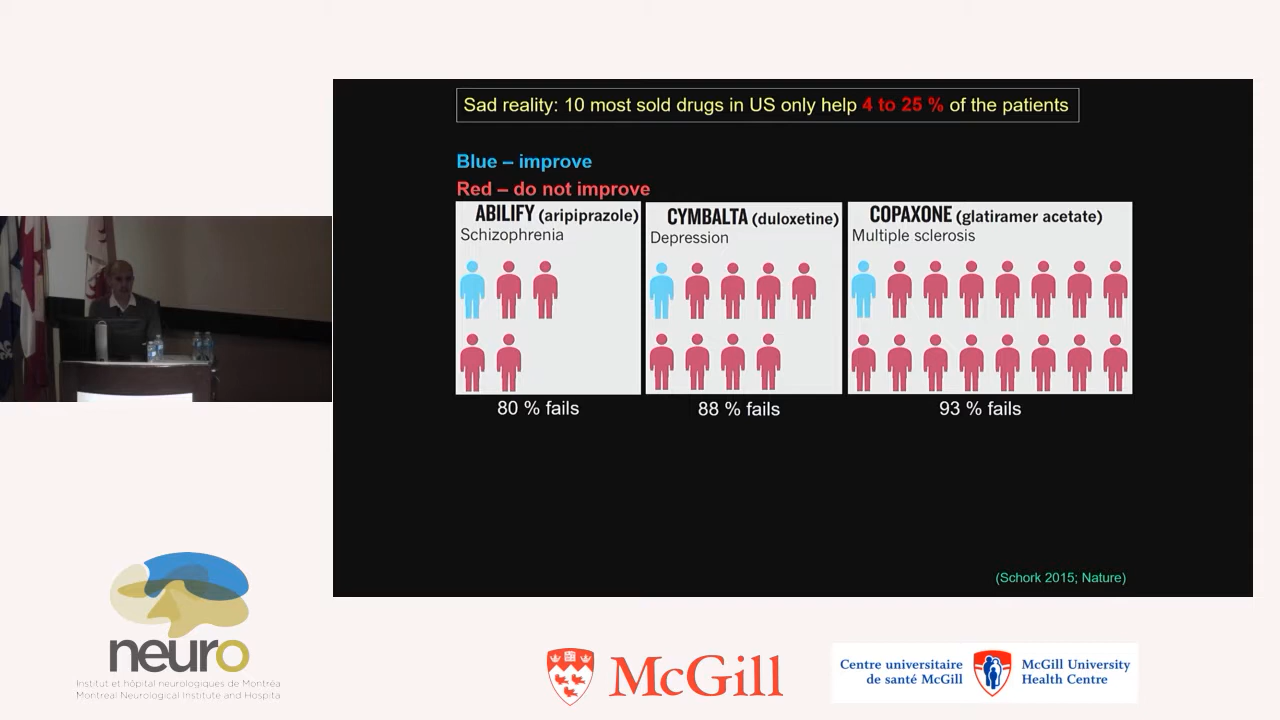 Sad reality: 10 most sold drugs in US only help 4 to 25 % of the patients
Blue – improve
Red – do not improve
ABILIFY (aripiprazole)
Schizophrenia
80 % fails
CYMBALTA (duloxetine)
Depression
88 % fails
COPAXONE (glatiramer acetate)
Multiple sclerosis
93 % fails
(Schork 2015; Nature)
neuro
Institut et hôpital neurologiques de Montréa
Montreal Neurological Institute and Hospita
McGill
Centre universitaire
de santé McGill
McGill University
Health Centre